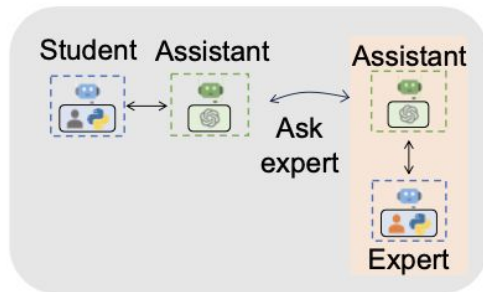 Student Assistant
Assistant
Ask
expert
Expert